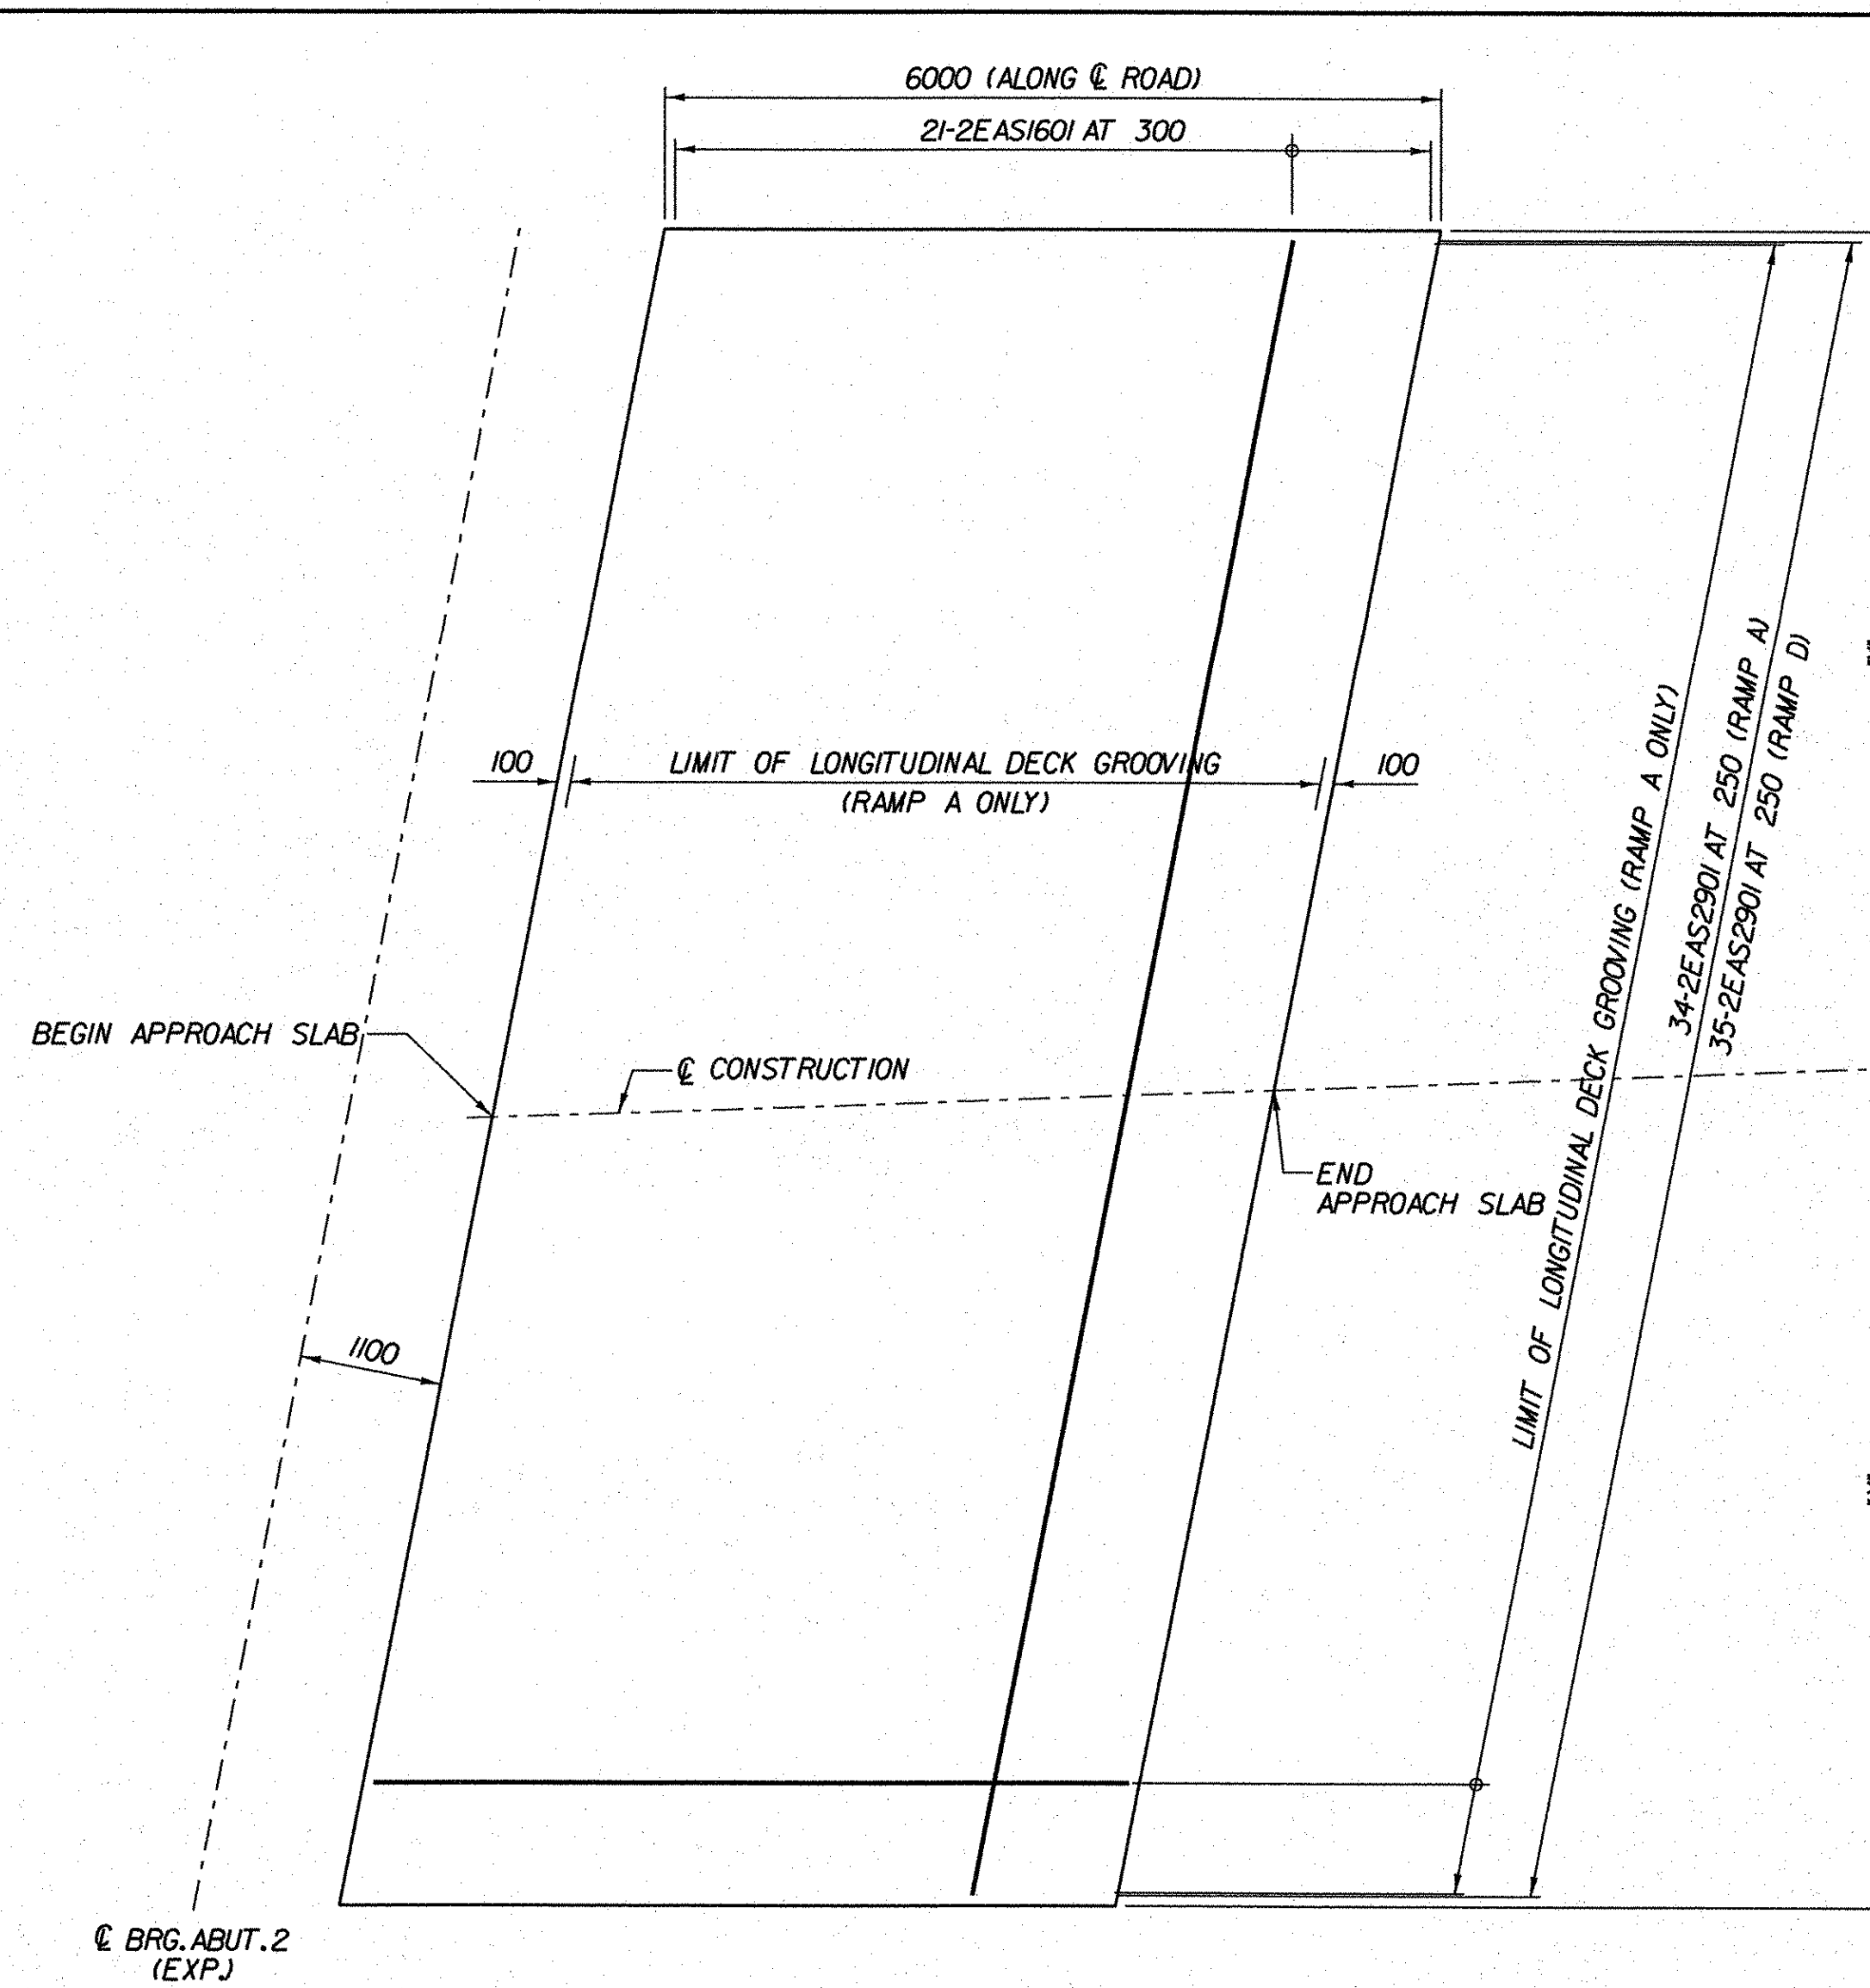 6000 (ALONG ℄ ROAD)
21-2EAS1601 AT 300
100
LIMIT OF LONGITUDINAL DECK GROOVING
(RAMP A ONLY)
100
LIMIT OF LONGITUDINAL DECK GROOVING (RAMP A ONLY)
34-2EAS2901 AT 250 (RAMP A)
35-2EAS2901 AT 250 (RAMP D)
BEGIN APPROACH SLAB
℄ CONSTRUCTION
END
APPROACH SLAB
1100
℄ BRG. ABUT. 2
(EXP.)